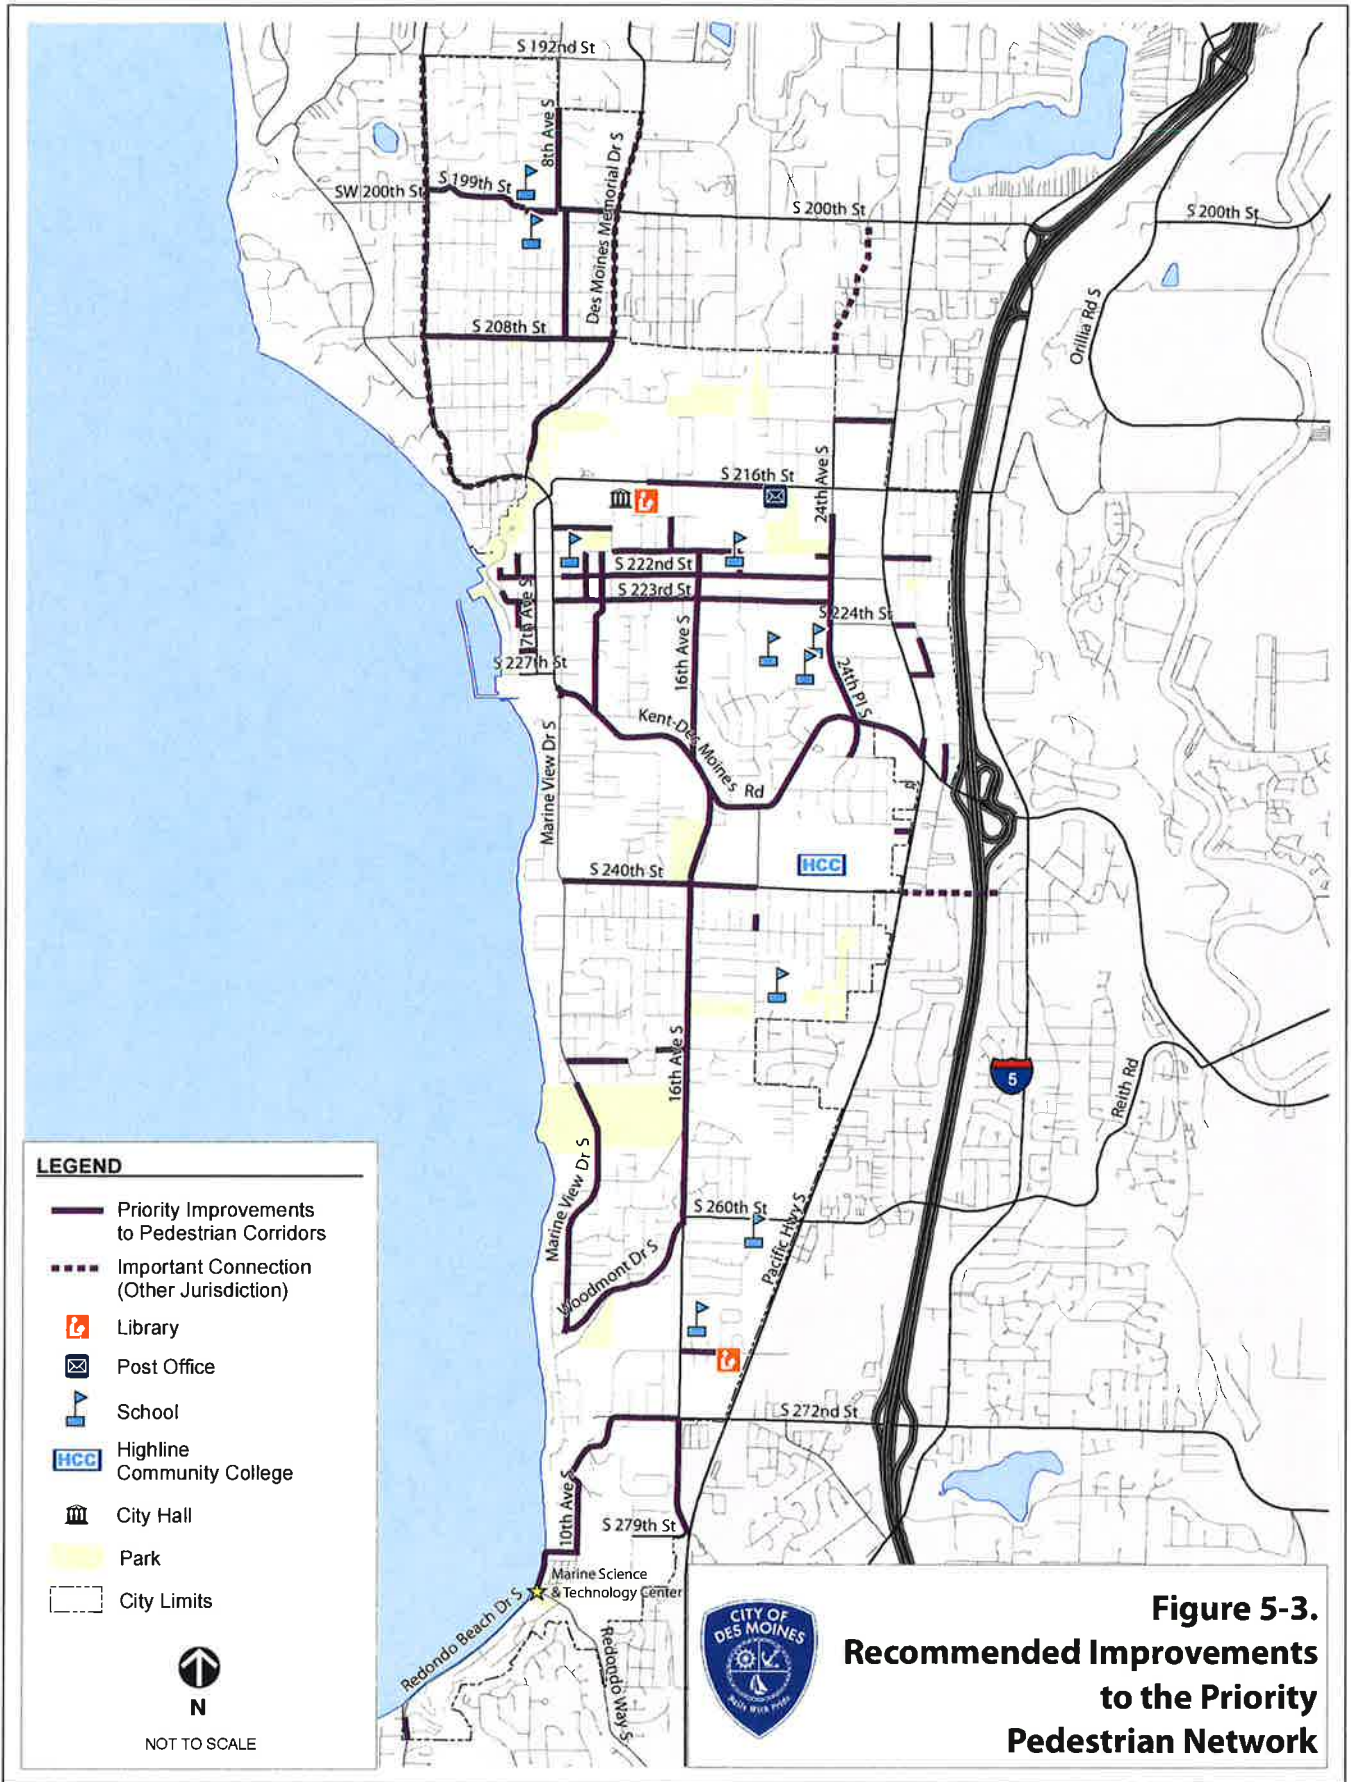 S 192nd St
8th Ave S
Des Moines Memorial Dr S
SW 200th St
S 199th St
S 200th St
S 200th St
S 208th St
Orillia Rd S
S 216th St
24th Ave S
S 222nd St
S 223rd St
S 224th St
7th Ave S
S 227th St
16th Ave S
24th Pl S
Kent-Des Moines Rd
Marine View Dr S
HCC
S 240th St
16th Ave S
5
Reith Rd
Marine View Dr S
S 260th St
Pacific Hwy S
Woodmont Dr S
S 272nd St
10th Ave S
S 279th St
Marine Science
& Technology Center
Redondo Beach Dr S
Redondo Way S
LEGEND
Priority Improvements
to Pedestrian Corridors
Important Connection
(Other Jurisdiction)
Library
Post Office
School
HCC
Highline
Community College
City Hall
Park
City Limits
N
NOT TO SCALE
CITY OF
DES MOINES
Figure 5-3.
Recommended Improvements
to the Priority
Pedestrian Network